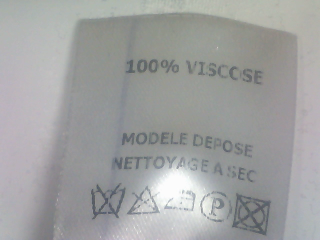 100% VISCOSE
MODELE DEPOSE
NETTOYAGE A SEC
P